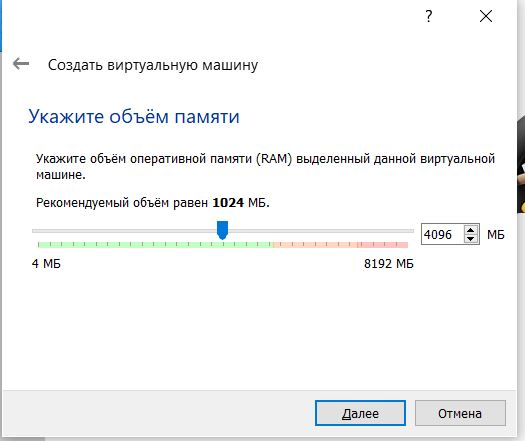 ?
Создать виртуальную машину
Укажите объём памяти
Укажите объём оперативной памяти (RAM) выделенный данной виртуальной
машине.
Рекомендуемый объём равен 1024 МБ.
4096 МБ
4 МБ 8192 МБ
Далее Отмена